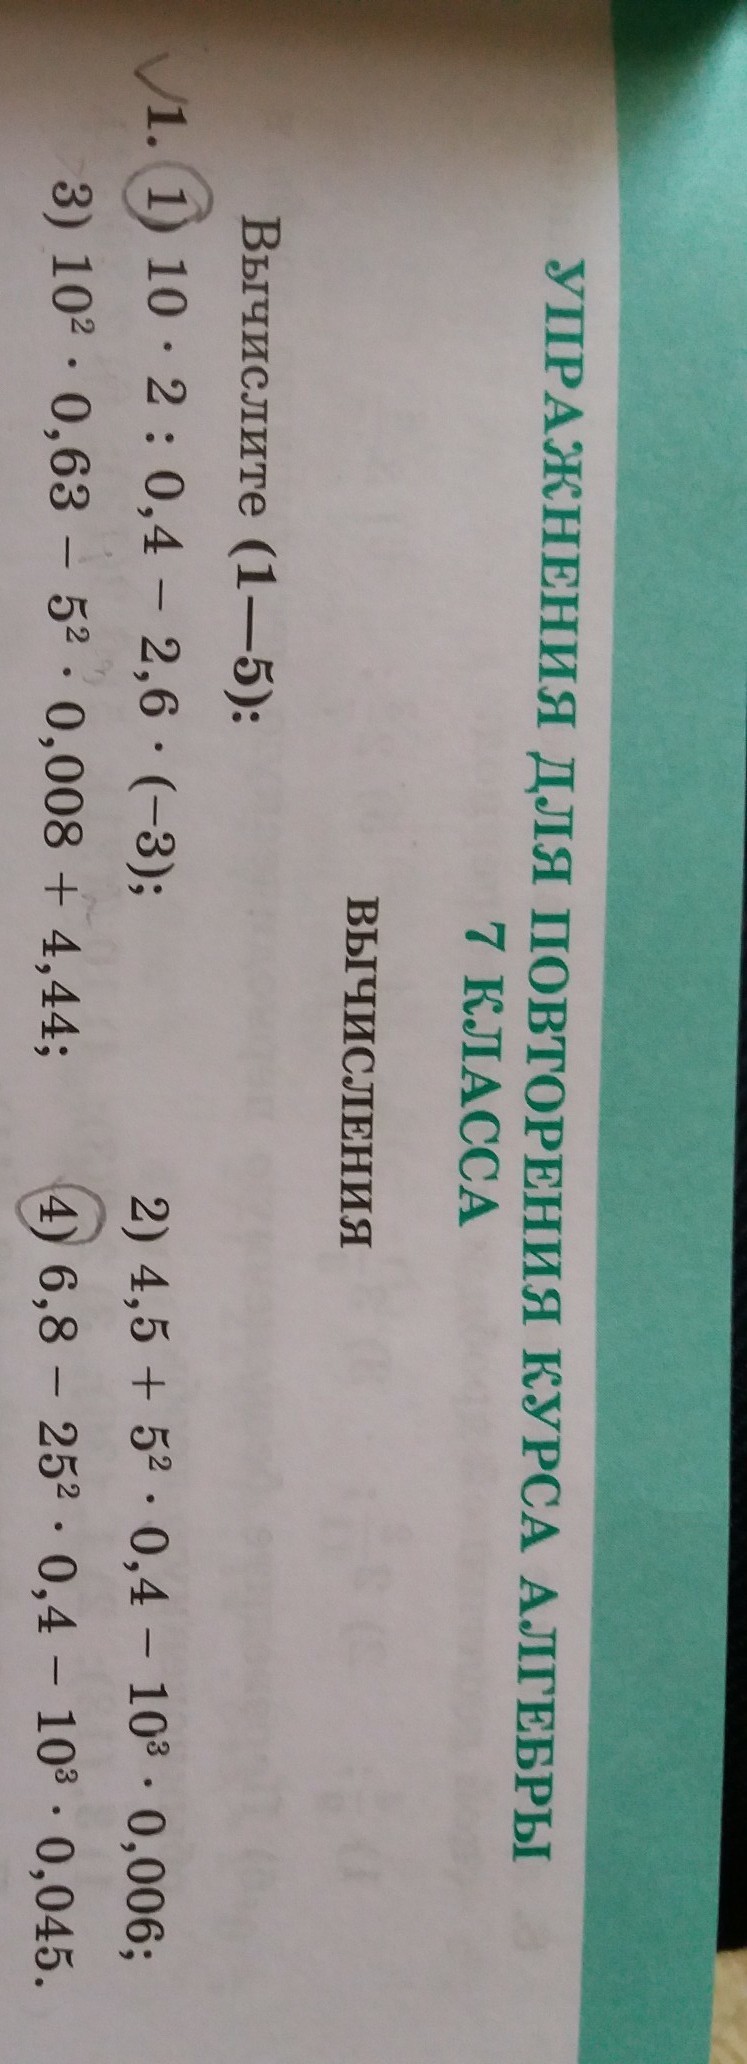 УПРАЖНЕНИЯ ДЛЯ ПОВТОРЕНИЯ КУРСА АЛГЕБРЫ
7 КЛАССА
ВЫЧИСЛЕНИЯ
Вычислите (1—5):
√1. 1) 10 · 2 : 0,4 – 2,6 · (–3); 2) 4,5 + 5² · 0,4 – 10³ · 0,006;
3) 10² · 0,63 – 5² · 0,008 + 4,44; 4) 6,8 – 25² · 0,4 – 10³ · 0,045.